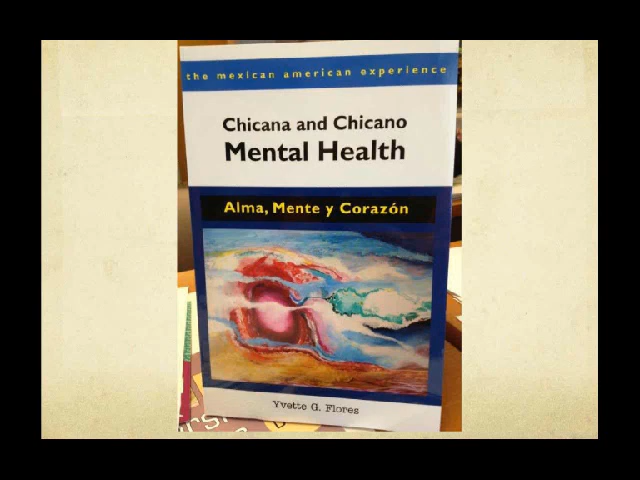 the mexican american experience
Chicana and Chicano
Mental Health
Alma, Mente y Corazón
Yvette G. Flores